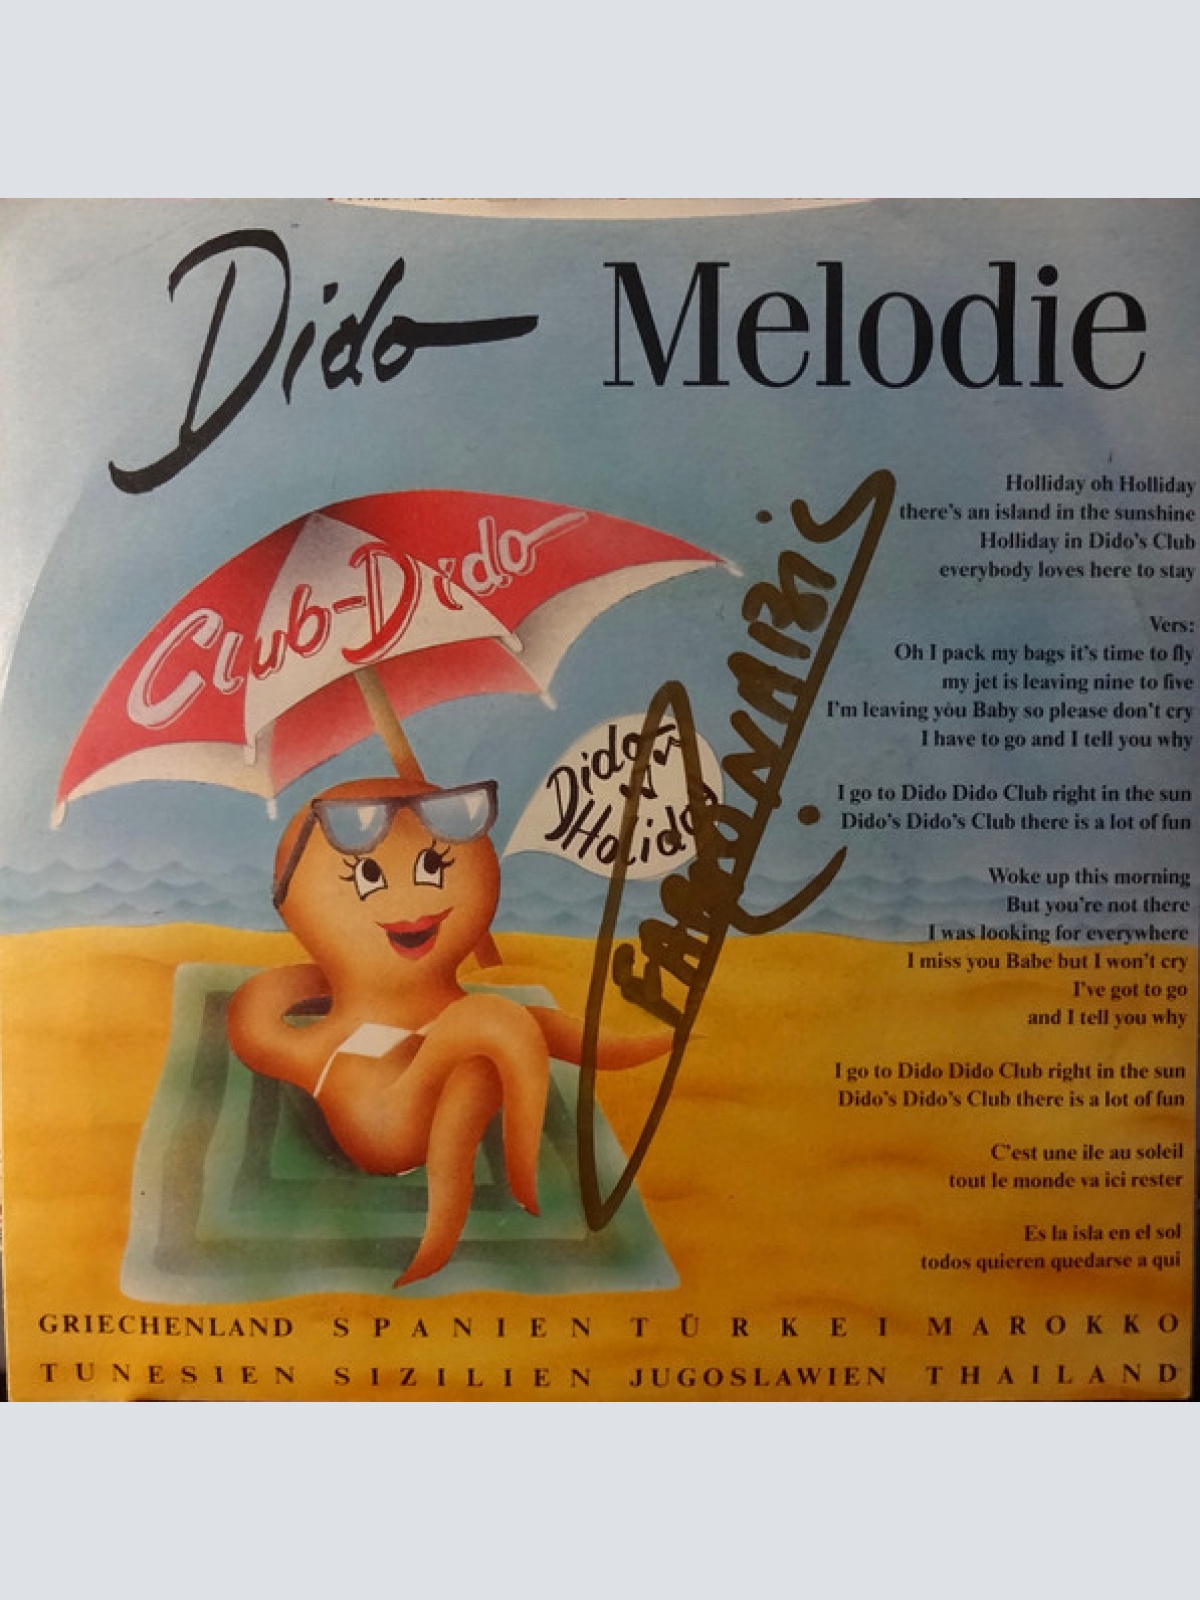 Dido Melodie
Club-Dido
Dido
Holiday
Holliday oh Holliday
there's an island in the sunshine
Holliday in Dido's Club
everybody loves here to stay
Vers:
Oh I pack my bags it's time to fly
my jet is leaving nine to five
I'm leaving you Baby so please don't cry
I have to go and I tell you why
I go to Dido Dido Club right in the sun
Dido's Dido's Club there is a lot of fun
Woke up this morning
But you're not there
I was looking for everywhere
I miss you Babe but I won't cry
I've got to go
and I tell you why
I go to Dido Dido Club right in the sun
Dido's Dido's Club there is a lot of fun
C'est une ile au soleil
tout le monde va ici rester
Es la isla en el sol
todos quieren quedarse a qui
GRIECHENLAND SPANIEN TÜRKEI MAROKKO
TUNESIEN SIZILIEN JUGOSLAWIEN THAILAND